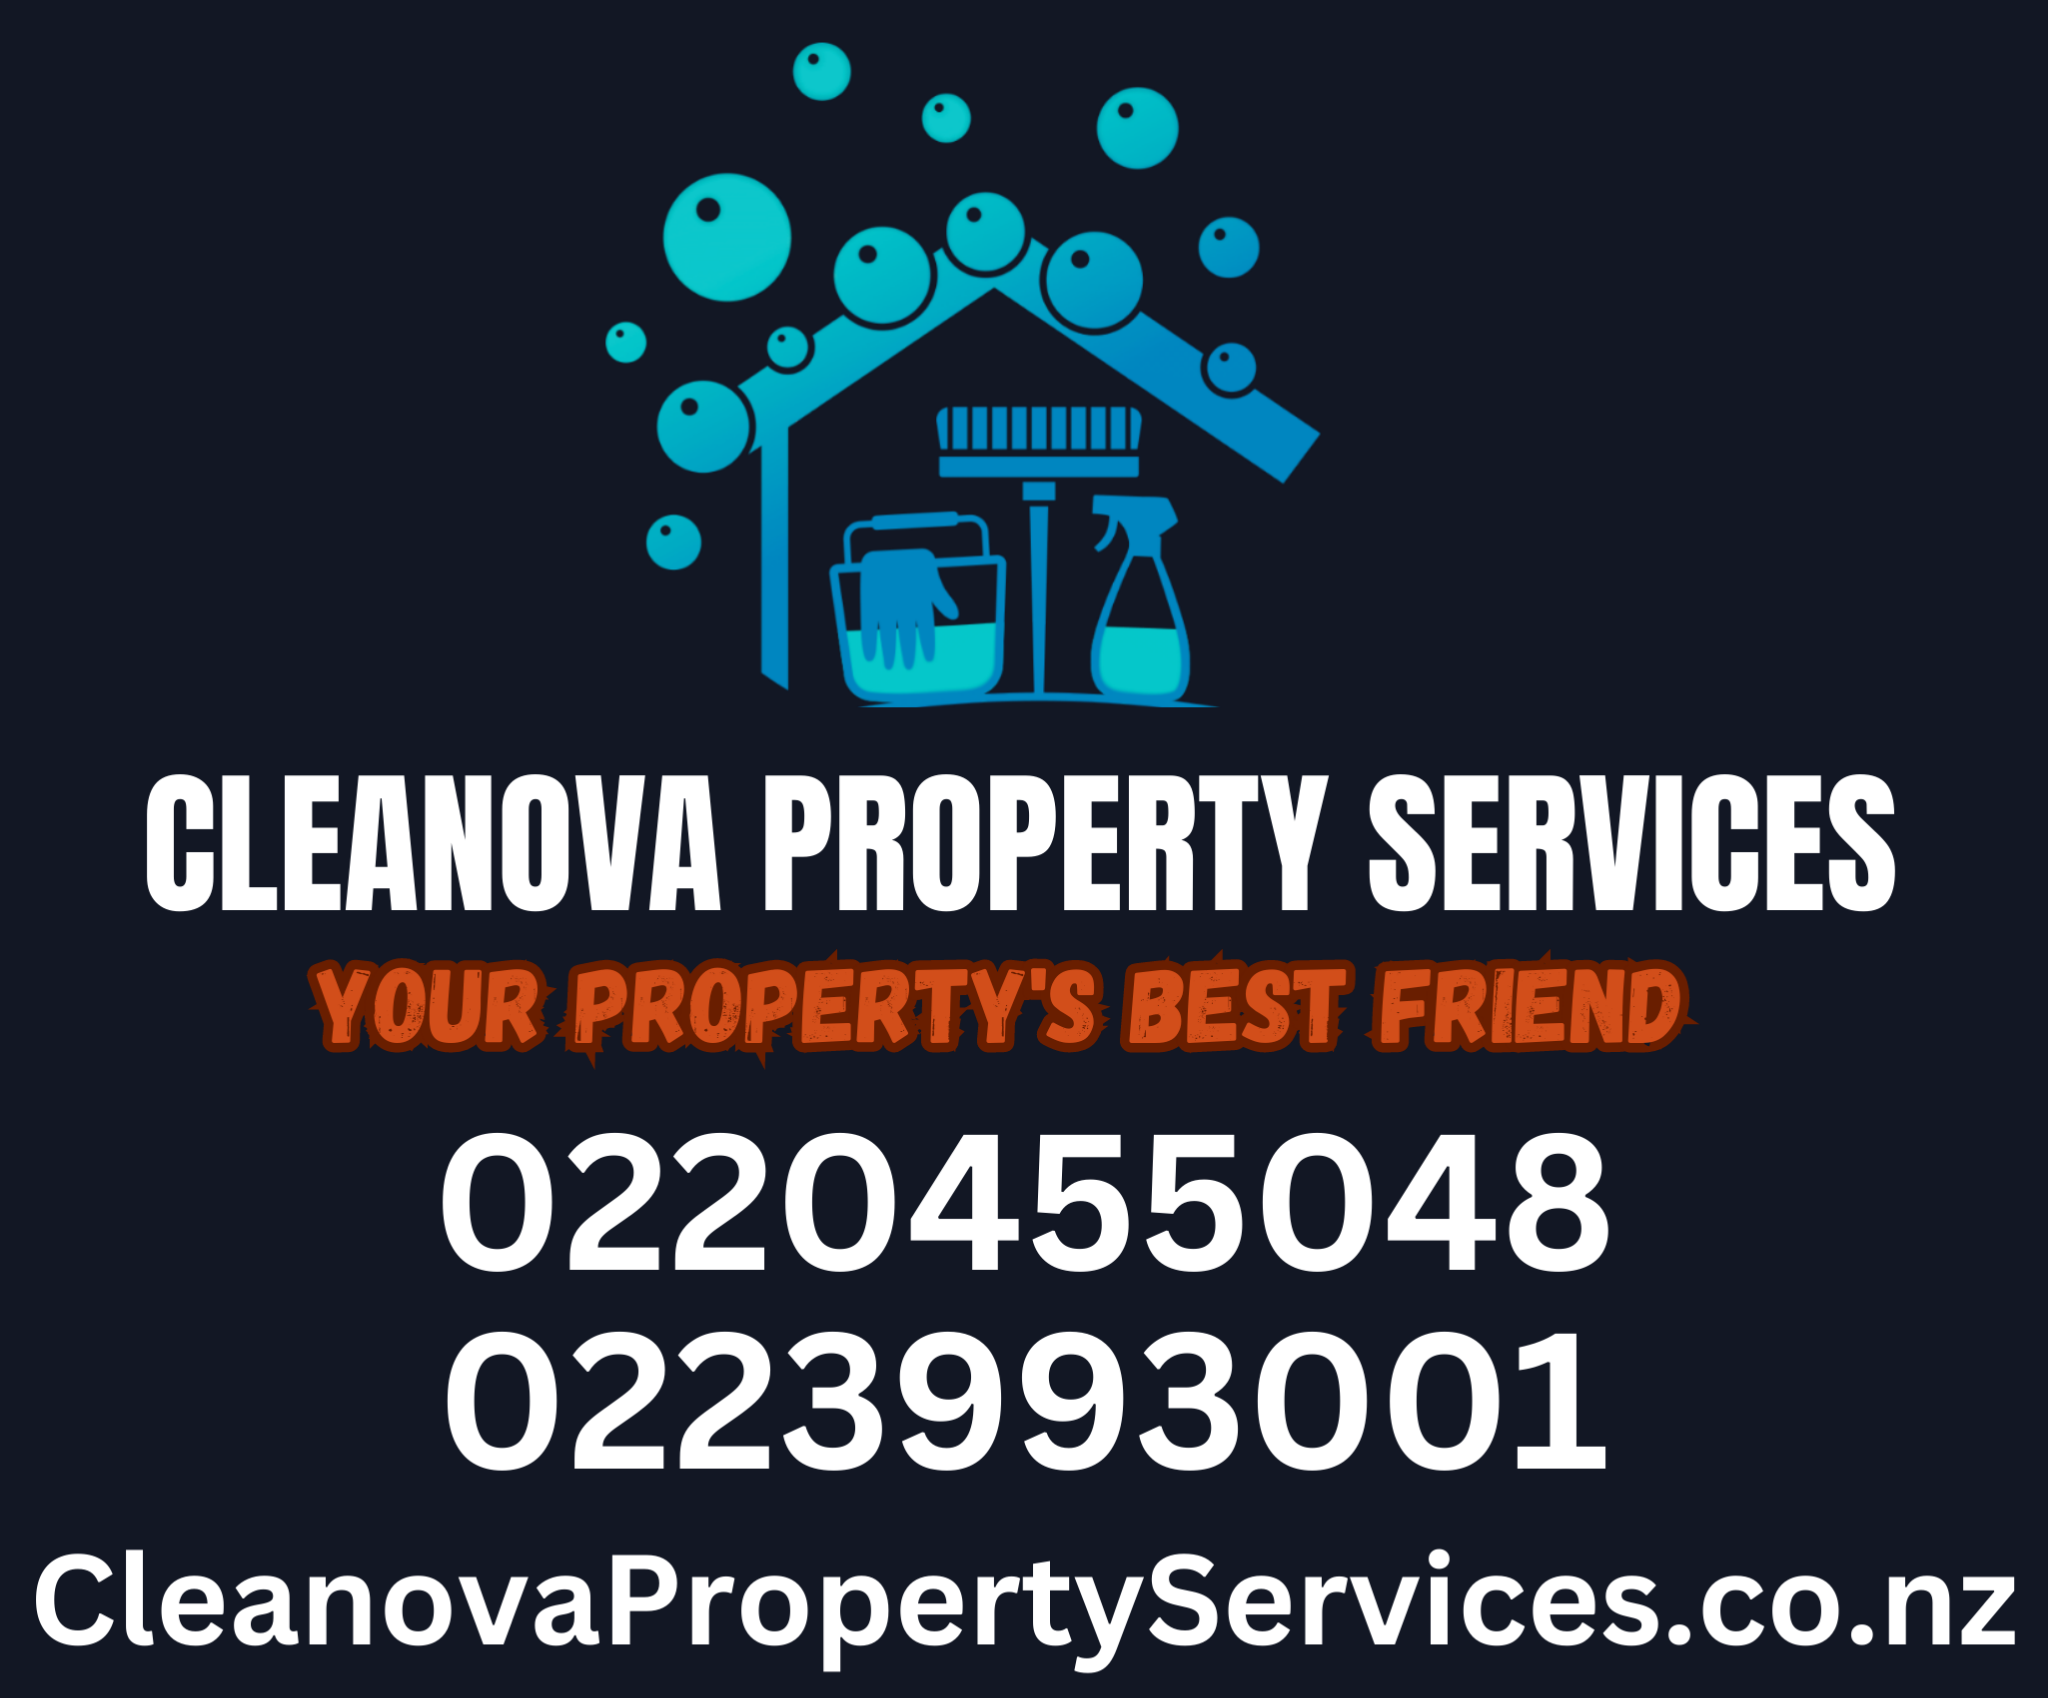 CLEANOVA PROPERTY SERVICES
YOUR PROPERTY'S BEST FRIEND
0220455048
0223993001
CleanovaPropertyServices.co.nz